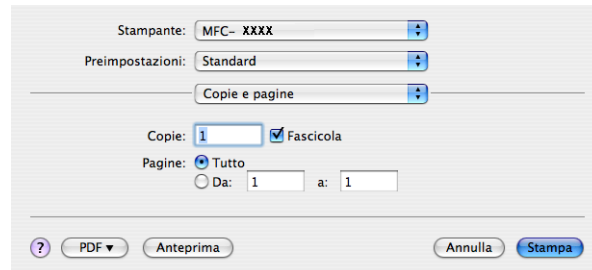 Stampante: MFC- XXXX
Preimpostazioni: Standard
Copie e pagine
Copie: 1 Fascicola
Pagine: Tutto
Da: 1 a: 1
? PDF Anteprima Annulla Stampa